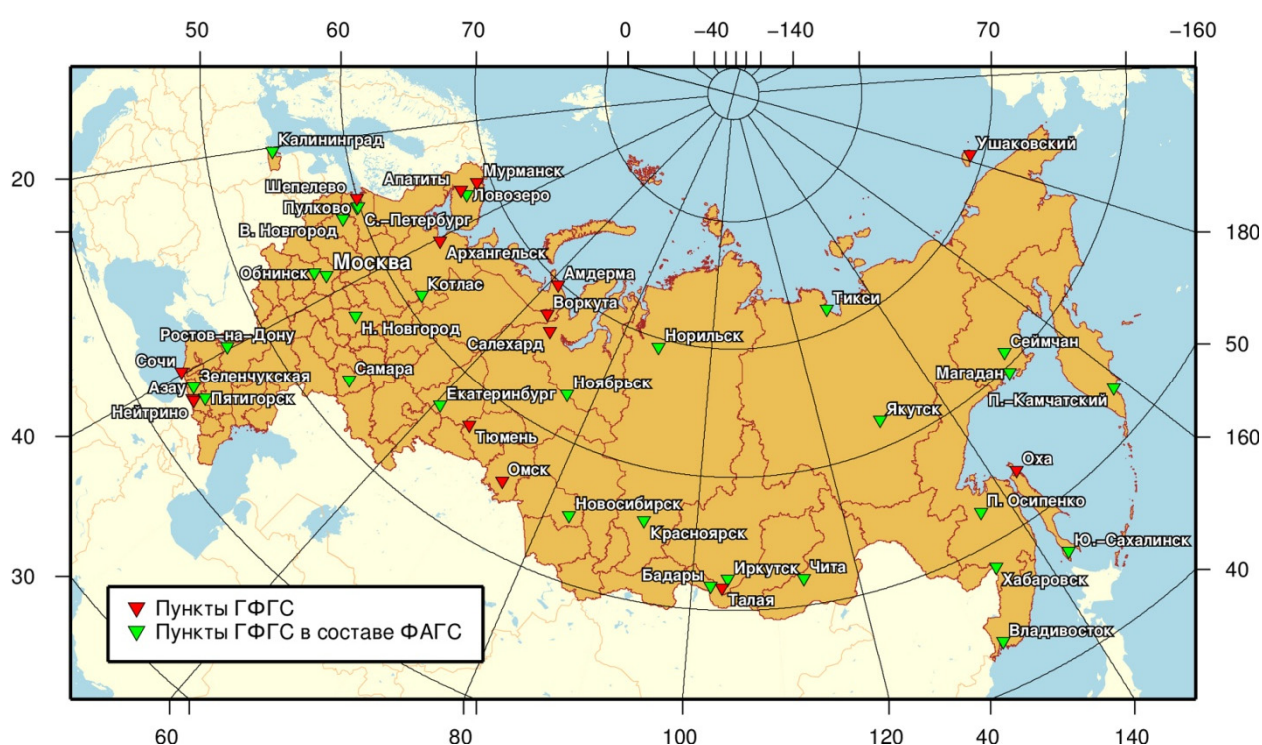 50 60 70 0 −40 −140 70 −160
Калининград
Ушаковский
Мурманск
Апатиты
20
Шепелево
Ловозеро
Пулково
С.−Петербург
В. Новгород
180
Архангельск
Москва
Обнинск
Амдерма
Котлас
Воркута
Тикси
Н. Новгород
Ростов−на−Дону
Норильск
Салехард
Сеймчан
50
Сочи
Зеленчукская
Самара
Магадан
Азау
Ноябрьск
Екатеринбург
Пятигорск
П.−Камчатский
Нейтрино
Якутск
40
Тюмень
160
Оха
Омск
Новосибирск
П. Осипенко
Красноярск
Ю.−Сахалинск
Бадары
Иркутск
Чита
30
40
Хабаровск
Талая
Пункты ГФГС
Пункты ГФГС в составе ФАГС
Владивосток
60 80 100 120 40 140